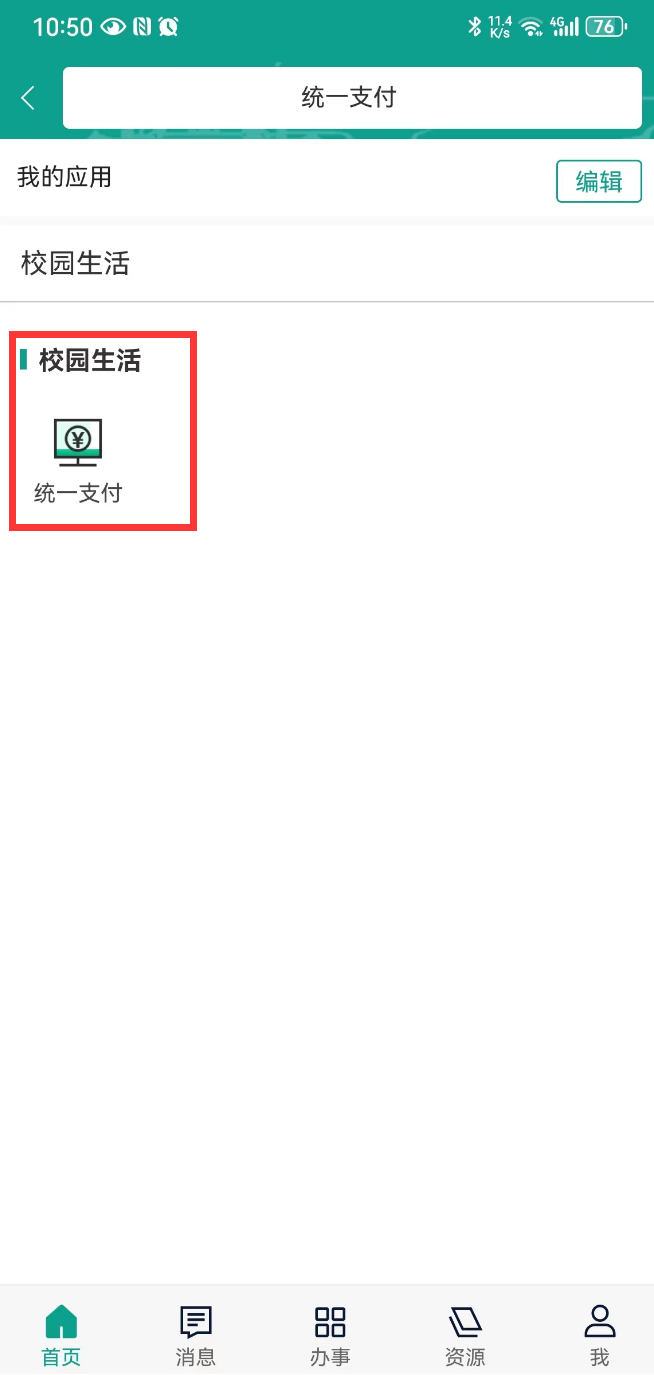 10:50 11.4 K/s 4G 76
统一支付
我的应用 编辑
校园生活
校园生活
¥
统一支付
首页 消息 办事 资源 我